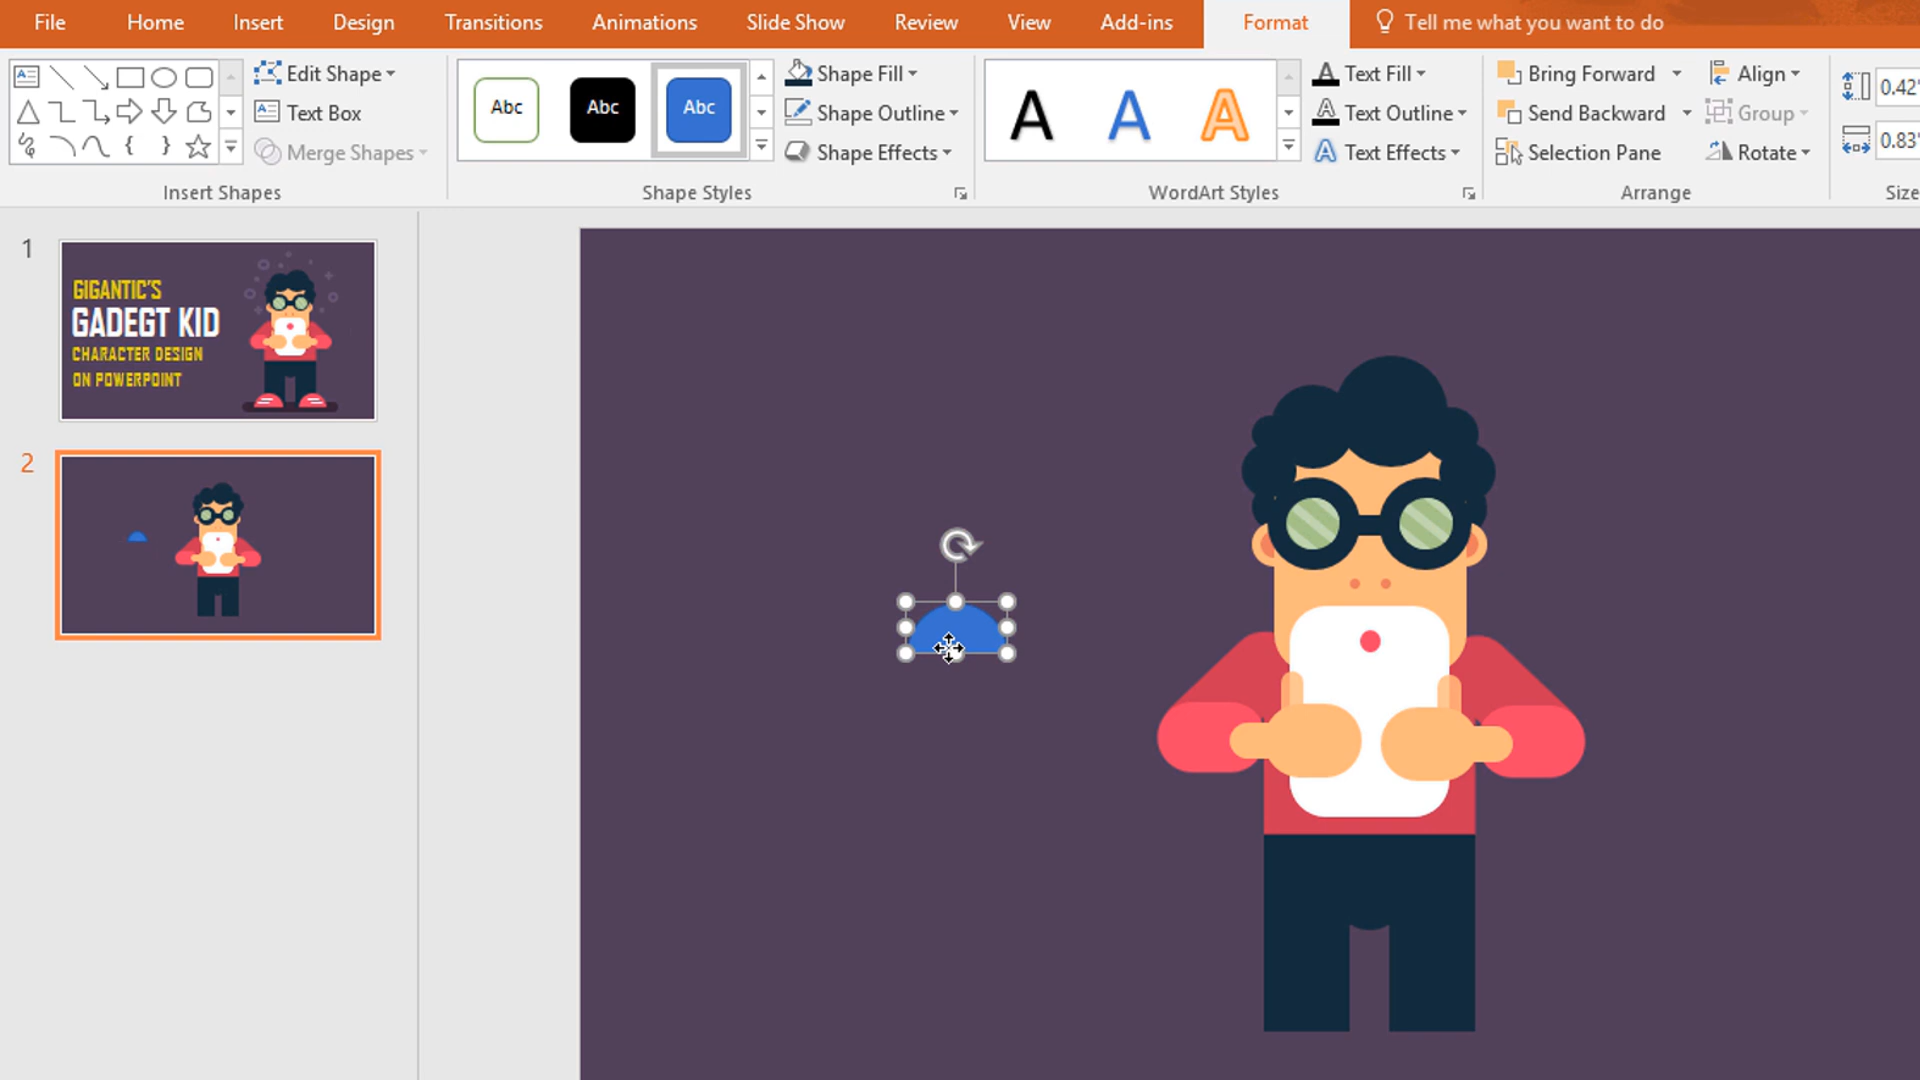 File Home Insert Design Transitions Animations Slide Show Review View Add-ins Format Tell me what you want to do
Edit Shape
Text Box
Merge Shapes
Insert Shapes
Abc Abc Abc
Shape Fill
Shape Outline
Shape Effects
Shape Styles
A A A
Text Fill
Text Outline
Text Effects
WordArt Styles
Bring Forward
Send Backward
Selection Pane
Align
Group
Rotate
Arrange
0.42"
0.83"
Size
1
GIGANTIC'S
GADEGT KID
CHARACTER DESIGN
ON POWERPOINT
2